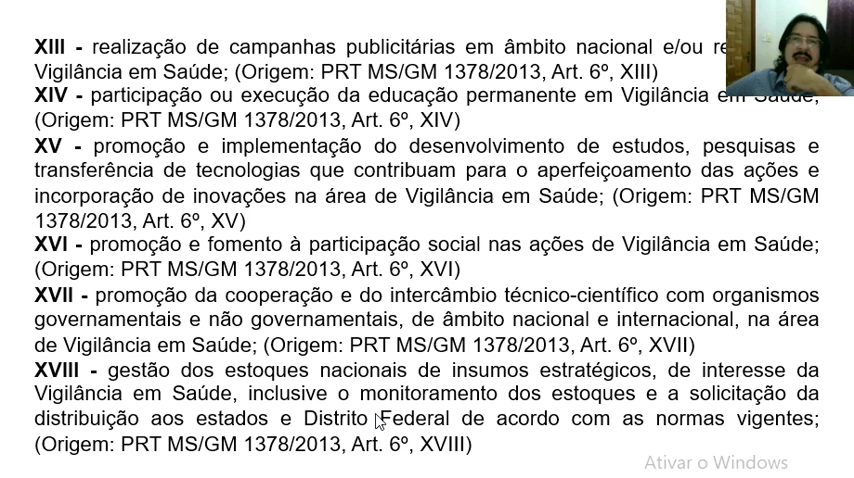 XIII - realização de campanhas publicitárias em âmbito nacional e/ou
Vigilância em Saúde; (Origem: PRT MS/GM 1378/2013, Art. 6º, XIII)
XIV - participação ou execução da educação permanente em Vigilância em Saúde;
(Origem: PRT MS/GM 1378/2013, Art. 6º, XIV)
XV - promoção e implementação do desenvolvimento de estudos, pesquisas e
transferência de tecnologias que contribuam para o aperfeiçoamento das ações e
incorporação de inovações na área de Vigilância em Saúde; (Origem: PRT MS/GM
1378/2013, Art. 6º, XV)
XVI - promoção e fomento à participação social nas ações de Vigilância em Saúde;
(Origem: PRT MS/GM 1378/2013, Art. 6º, XVI)
XVII - promoção da cooperação e do intercâmbio técnico-científico com organismos
governamentais e não governamentais, de âmbito nacional e internacional, na área
de Vigilância em Saúde; (Origem: PRT MS/GM 1378/2013, Art. 6º, XVII)
XVIII - gestão dos estoques nacionais de insumos estratégicos, de interesse da
Vigilância em Saúde, inclusive o monitoramento dos estoques e a solicitação da
distribuição aos estados e Distrito Federal de acordo com as normas vigentes;
(Origem: PRT MS/GM 1378/2013, Art. 6º, XVIII)
Ativar o Windows